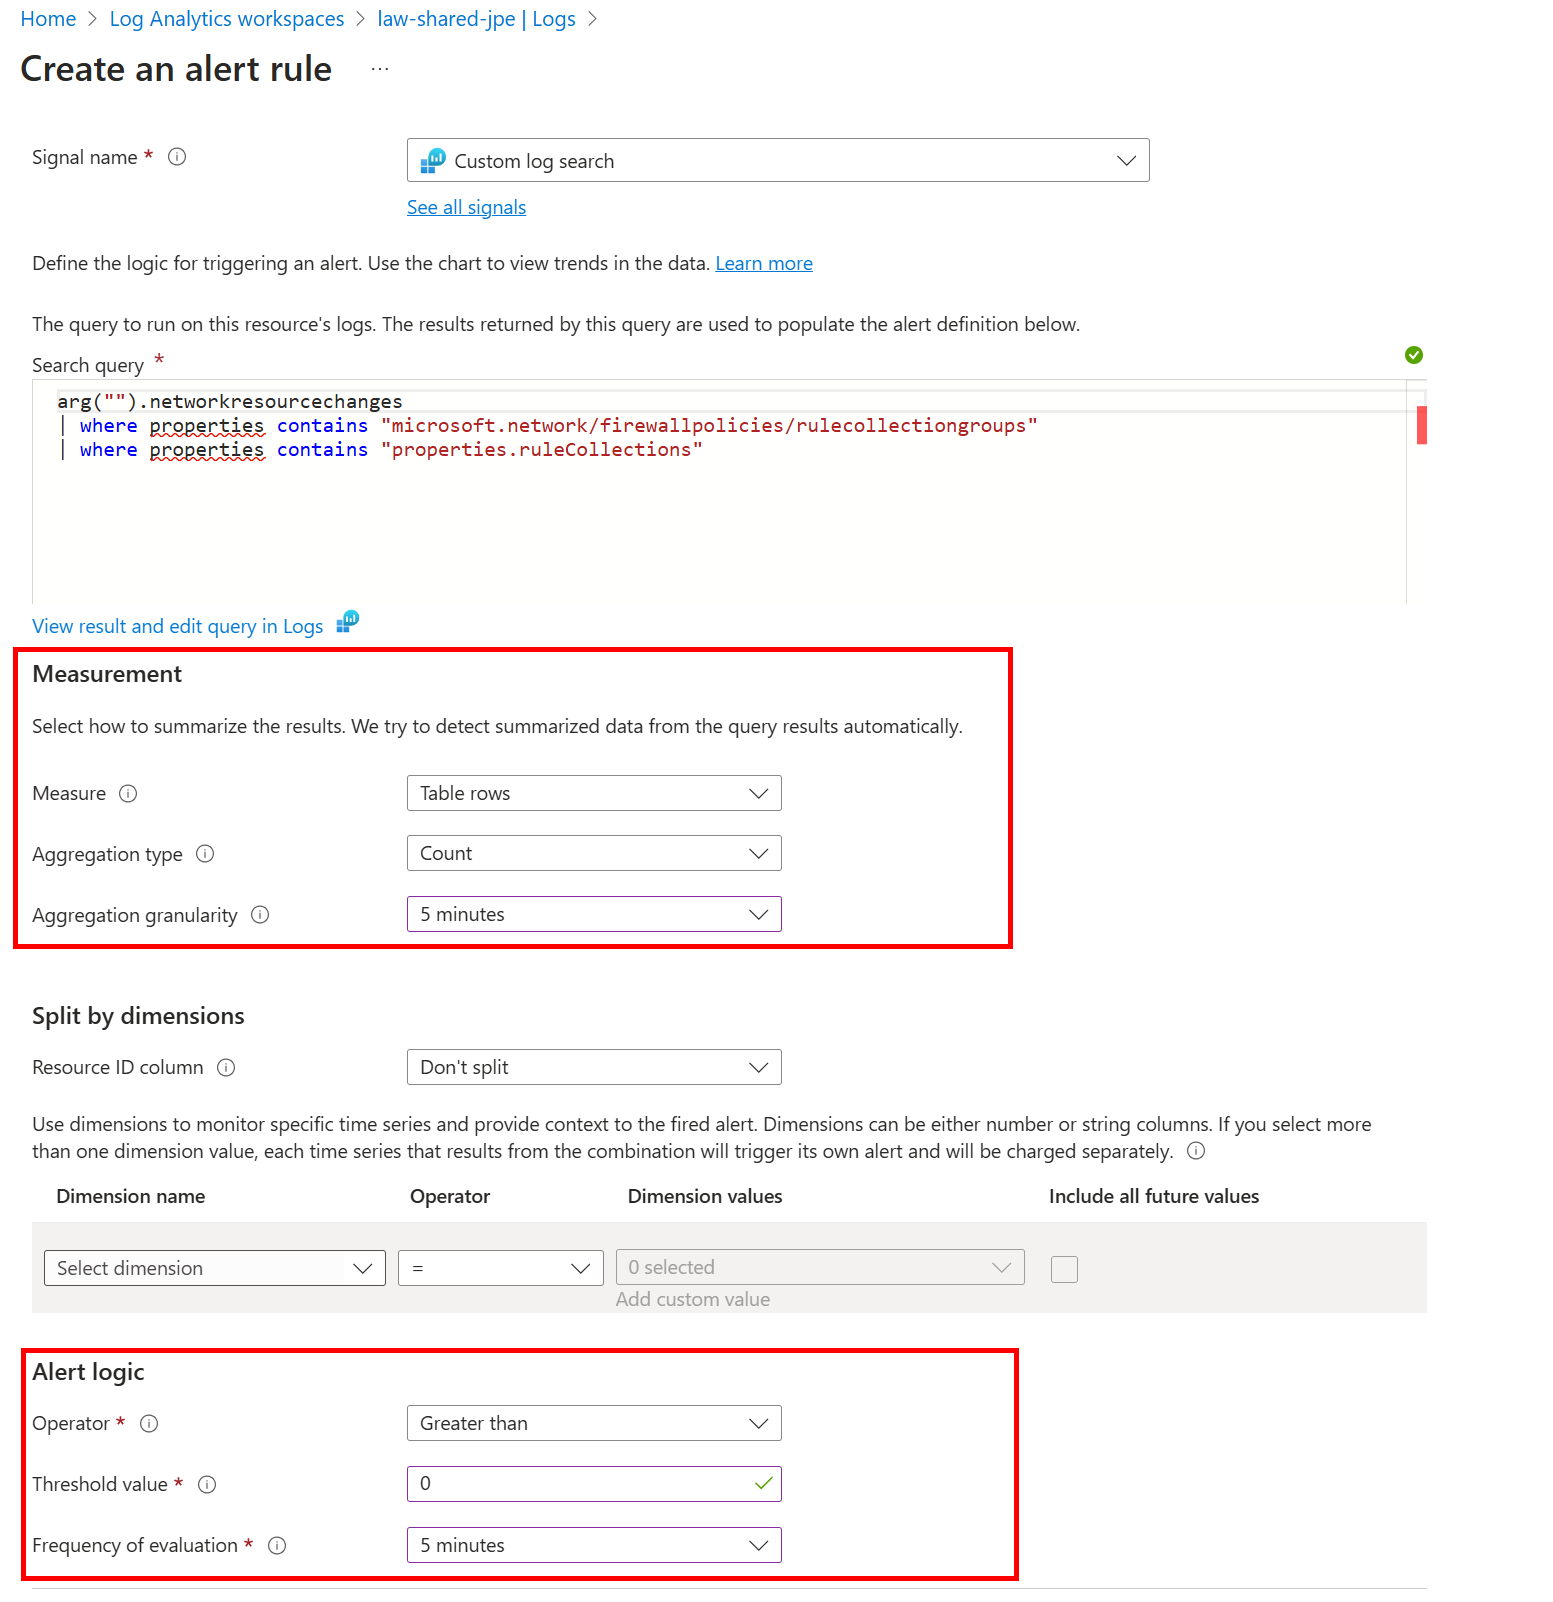 Home > Log Analytics workspaces > law-shared-jpe | Logs >
Create an alert rule ...
Signal name *
Custom log search
See all signals
Define the logic for triggering an alert. Use the chart to view trends in the data. Learn more
The query to run on this resource's logs. The results returned by this query are used to populate the alert definition below.
Search query *
arg("").networkresourcechanges
| where properties contains "microsoft.network/firewallpolicies/rulecollectiongroups"
| where properties contains "properties.ruleCollections"
View result and edit query in Logs
Measurement
Select how to summarize the results. We try to detect summarized data from the query results automatically.
Measure Table rows
Aggregation type Count
Aggregation granularity 5 minutes
Split by dimensions
Resource ID column Don't split
Use dimensions to monitor specific time series and provide context to the fired alert. Dimensions can be either number or string columns. If you select more
than one dimension value, each time series that results from the combination will trigger its own alert and will be charged separately.
Dimension name Operator Dimension values Include all future values
Select dimension = 0 selected
Add custom value
Alert logic
Operator * Greater than
Threshold value * 0
Frequency of evaluation * 5 minutes